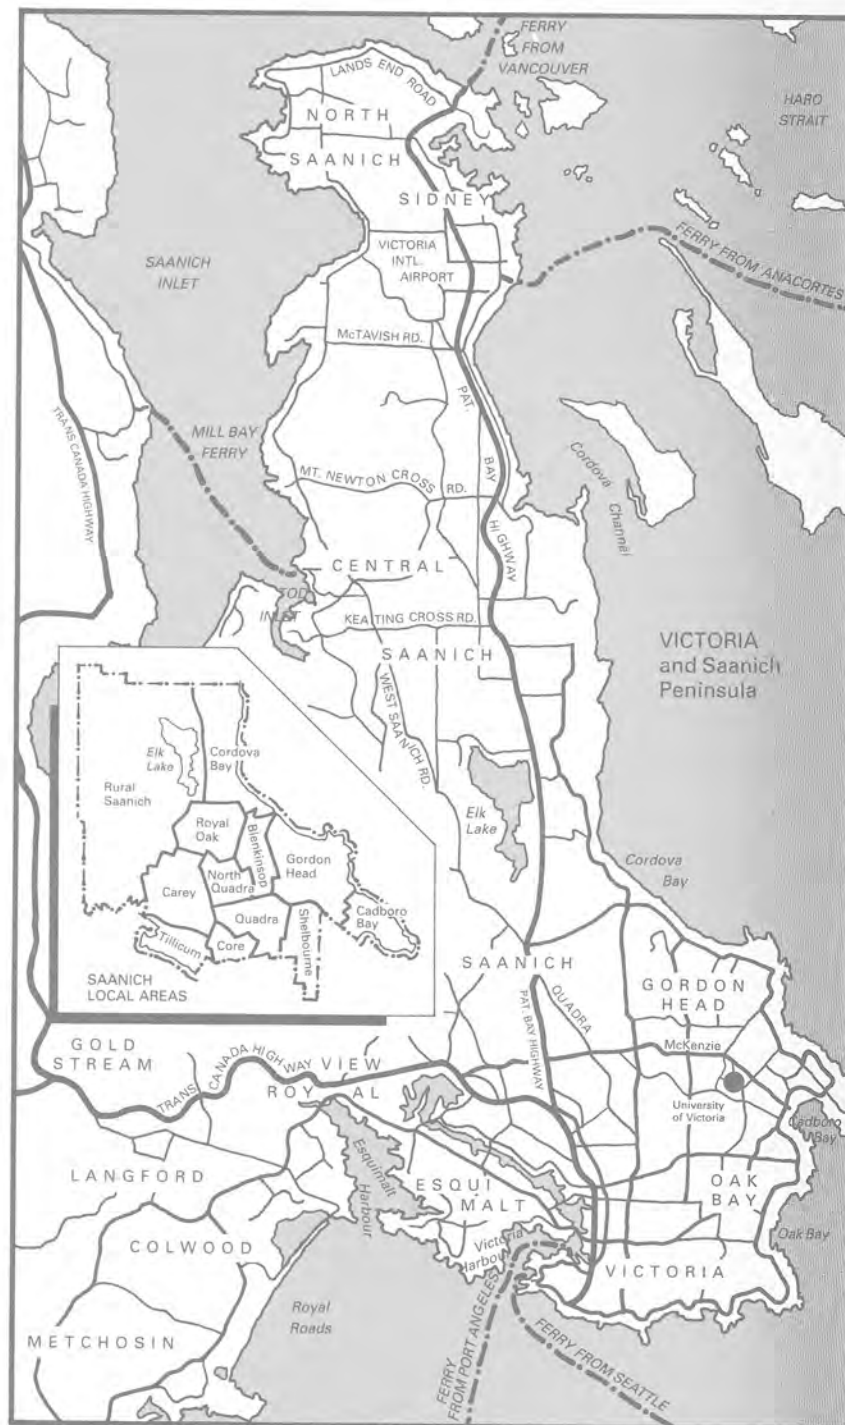 FERRY
FROM
VANCOUVER
LANDS END ROAD
HARO
STRAIT
NORTH
SAANICH
SIDNEY
VICTORIA
INTL.
AIRPORT
FERRY FROM ANACORTES
SAANICH
INLET
McTAVISH RD.
PAT.
BAY
HIGHWAY
TRANS CANADA HIGHWAY
MILL BAY
FERRY
MT. NEWTON CROSS RD.
Cordova
Channel
CENTRAL
SAANICH
TOD
INLET
KEATING CROSS RD.
WEST SAANICH RD.
VICTORIA
and Saanich
Peninsula
Elk
Lake
Cordova
Bay
Rural
Saanich
Royal
Oak
Blenkinsop
Gordon
Head
North
Quadra
Carey
Quadra
Shelbourne
Cadboro
Bay
Tillicum
Core
SAANICH
LOCAL AREAS
Elk
Lake
Cordova
Bay
SAANICH
GORDON
HEAD
QUADRA
PAT. BAY HIGHWAY
McKenzie
University
of Victoria
Cadboro
Bay
GOLD
STREAM
TRANS CANADA HIGHWAY
VIEW
ROYAL
LANGFORD
Esquimalt
Harbour
ESQUI
MALT
OAK
BAY
Oak Bay
COLWOOD
Victoria
Harbour
VICTORIA
Royal
Roads
METCHOSIN
FERRY
FROM PORT ANGELES
FERRY FROM SEATTLE